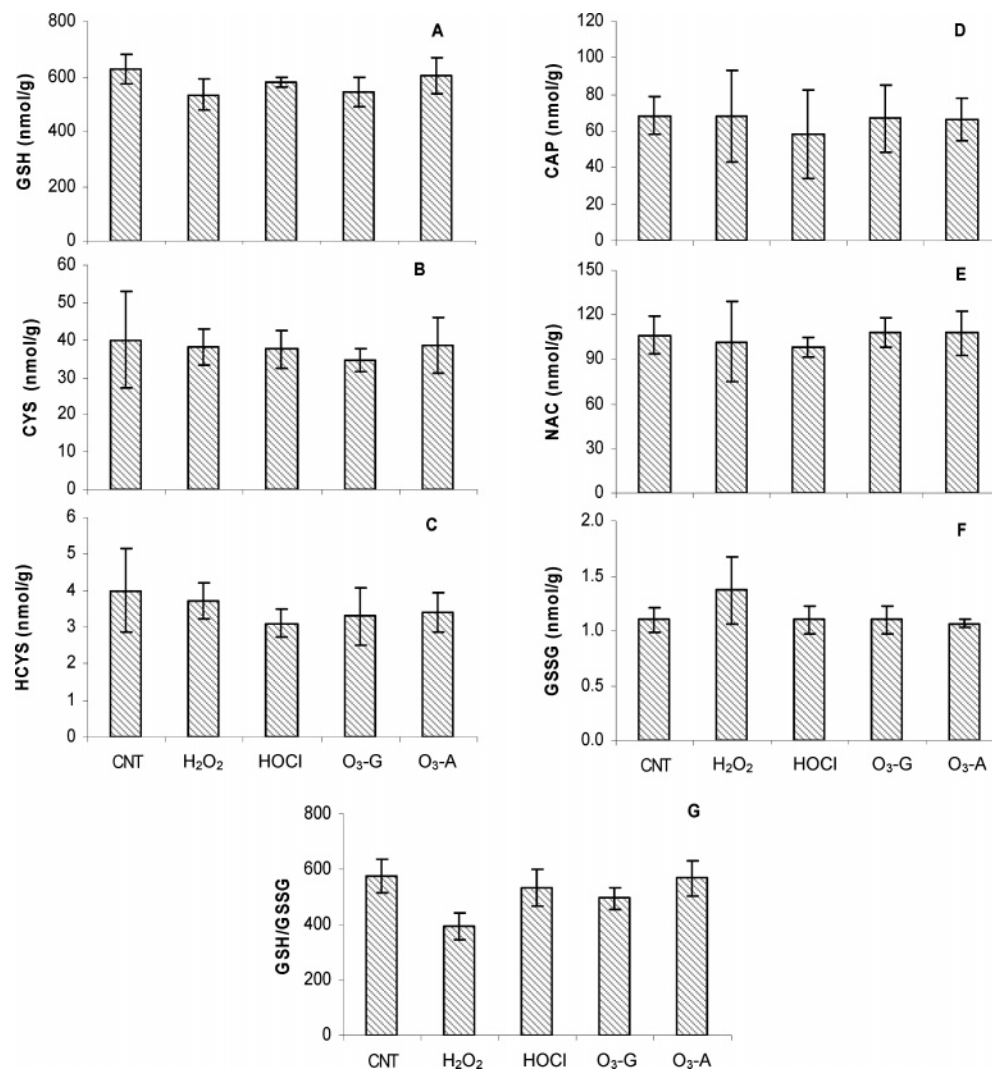 A
GSH (nmol/g)
800
600
400
200
0
D
CAP (nmol/g)
120
100
80
60
40
20
0
B
CYS (nmol/g)
60
50
40
30
20
10
0
E
NAC (nmol/g)
150
120
90
60
30
0
C
HCYS (nmol/g)
6
5
4
3
2
1
0
CNT H₂O₂ HOCl O₃-G O₃-A
F
GSSG (nmol/g)
2.0
1.5
1.0
0.5
0.0
CNT H₂O₂ HOCl O₃-G O₃-A
G
GSH/GSSG
800
600
400
200
0
CNT H₂O₂ HOCl O₃-G O₃-A